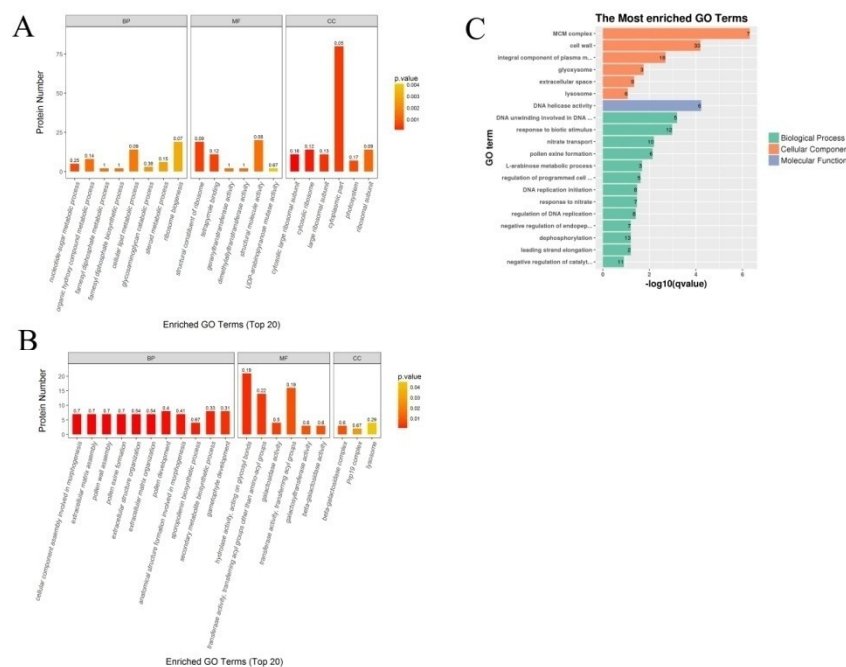 A
BP
MF
CC
Protein Number
75
50
25
0
0.25
0.14
1
1
0.08
0.36
0.15
0.07
0.09
0.12
1
1
0.08
0.67
0.16
0.12
0.13
0.05
0.17
0.09
p.value
0.004
0.003
0.002
0.001
nucleotide-sugar metabolic process
organic hydroxy compound metabolic process
farnesyl diphosphate metabolic process
farnesyl diphosphate biosynthetic process
cellular lipid metabolic process
glycosaminoglycan catabolic process
steroid metabolic process
ribosome biogenesis
structural constituent of ribosome
tetrapyrrole binding
geranyltranstransferase activity
dimethylallyltranstransferase activity
structural molecule activity
UDP-arabinopyranose mutase activity
cytosolic large ribosomal subunit
cytosolic ribosome
large ribosomal subunit
cytoplasmic part
photosystem
ribosomal subunit
Enriched GO Terms (Top 20)
B
BP
MF
CC
Protein Number
20
15
10
5
0
0.7
0.7
0.7
0.7
0.54
0.54
0.4
0.41
0.67
0.33
0.31
0.19
0.22
0.5
0.19
0.6
0.6
0.6
0.67
0.29
p.value
0.04
0.03
0.02
0.01
cellular component assembly involved in morphogenesis
extracellular matrix assembly
pollen wall assembly
pollen exine formation
extracellular structure organization
extracellular matrix organization
pollen development
anatomical structure formation involved in morphogenesis
sporopollenin biosynthetic process
secondary metabolite biosynthetic process
gametophyte development
hydrolase activity, acting on glycosyl bonds
transferase activity, transferring acyl groups other than amino-acyl groups
galactosidase activity
transferase activity, transferring acyl groups
galactosyltransferase activity
beta-galactosidase activity
beta-galactosidase complex
Prp19 complex
lysosome
Enriched GO Terms (Top 20)
C
The Most enriched GO Terms
GO term
MCM complex 7
cell wall 33
integral component of plasma m... 18
glyoxysome 3
extracellular space
lysosome
DNA helicase activity 6
DNA unwinding involved in DNA ... 5
response to biotic stimulus 12
nitrate transport
pollen exine formation
L-arabinose metabolic process
regulation of programmed cell ...
DNA replication initiation
response to nitrate 7
regulation of DNA replication
negative regulation of endopep... 7
dephosphorylation 13
leading strand elongation 2
negative regulation of catalyt... 11
0
2
4
6
-log10(qvalue)
Biological Process
Cellular Component
Molecular Function